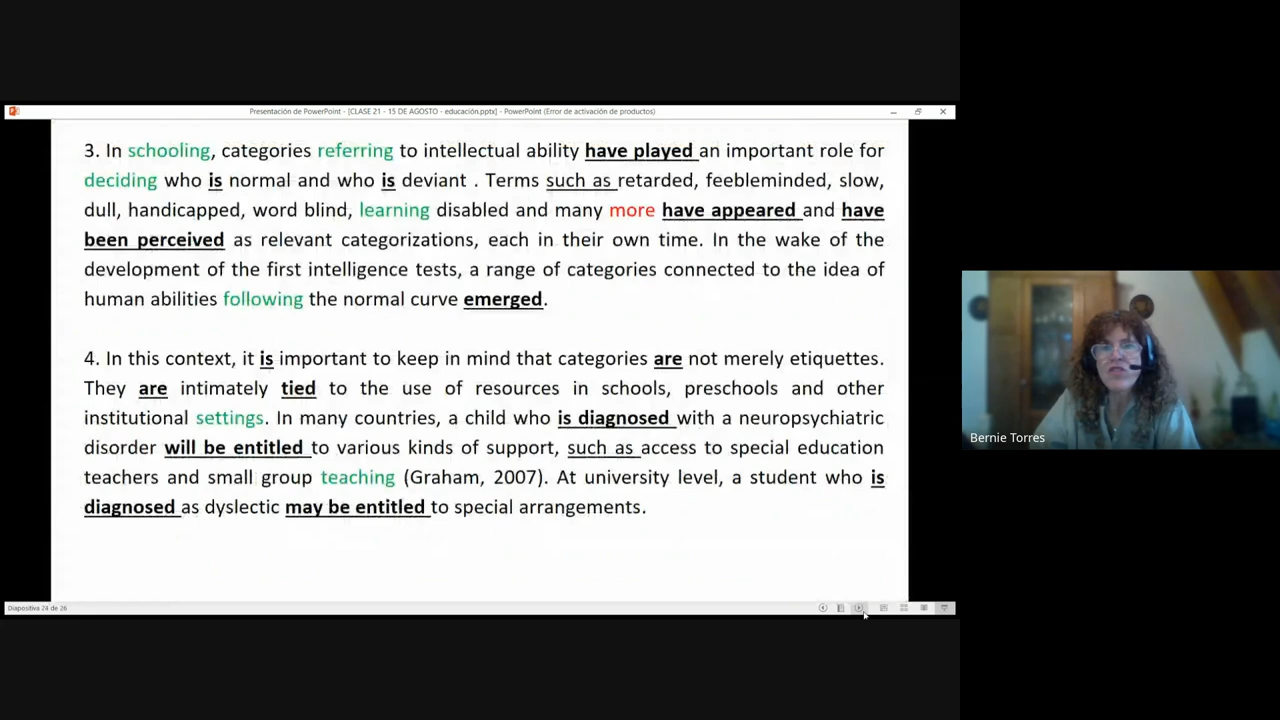 Presentación de PowerPoint - [CLASE 21 - 15 DE AGOSTO - educación.pptx] - PowerPoint (Error de activación de productos)
3. In schooling, categories referring to intellectual ability have played an important role for
deciding who is normal and who is deviant . Terms such as retarded, feebleminded, slow,
dull, handicapped, word blind, learning disabled and many more have appeared and have
been perceived as relevant categorizations, each in their own time. In the wake of the
development of the first intelligence tests, a range of categories connected to the idea of
human abilities following the normal curve emerged.
4. In this context, it is important to keep in mind that categories are not merely etiquettes.
They are intimately tied to the use of resources in schools, preschools and other
institutional settings. In many countries, a child who is diagnosed with a neuropsychiatric
disorder will be entitled to various kinds of support, such as access to special education
teachers and small group teaching (Graham, 2007). At university level, a student who is
diagnosed as dyslectic may be entitled to special arrangements.
Diapositiva 24 de 26
Bernie Torres